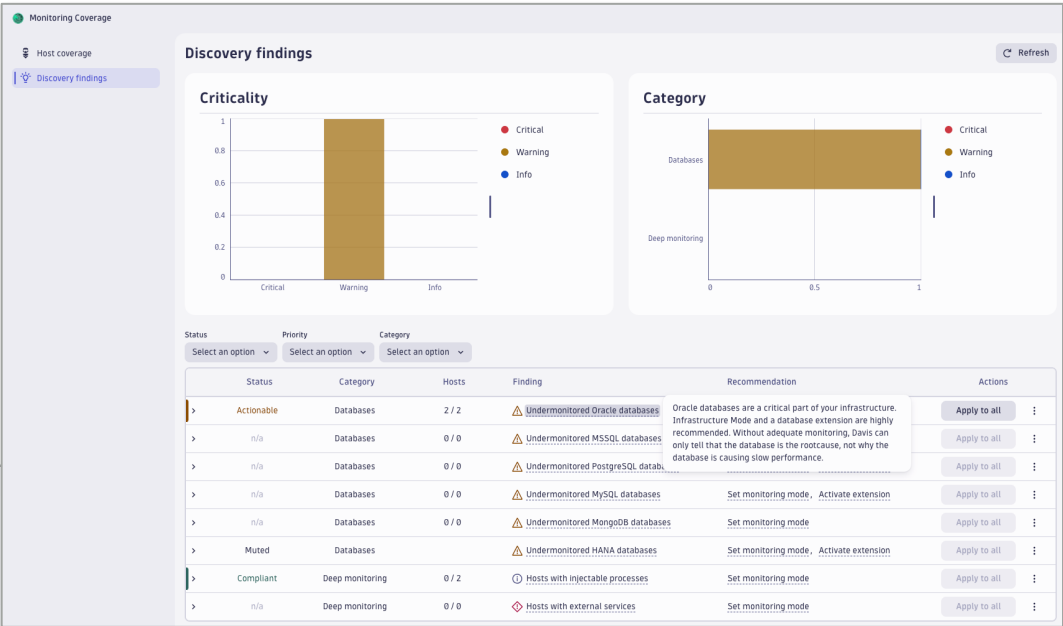 Monitoring Coverage
Host coverage
Discovery findings
Discovery findings
Refresh
Criticality
1
0.8
0.6
0.4
0.2
0
Critical
Warning
Info
Critical
Warning
Info
Category
Databases
Deep monitoring
0
0.5
1
Critical
Warning
Info
Status
Priority
Category
Select an option
Select an option
Select an option
Status Category Hosts Finding Recommendation Actions
Actionable Databases 2 / 2 Undermonitored Oracle databases Apply to all
Oracle databases are a critical part of your infrastructure.
Infrastructure Mode and a database extension are highly
recommended. Without adequate monitoring, Davis can
only tell that the database is the rootcause, not why the
database is causing slow performance.
n/a Databases 0 / 0 Undermonitored MSSQL databases Apply to all
n/a Databases 0 / 0 Undermonitored PostgreSQL Apply to all
n/a Databases 0 / 0 Undermonitored MySQL databases Set monitoring mode, Activate extension Apply to all
n/a Databases 0 / 0 Undermonitored MongoDB databases Set monitoring mode Apply to all
Muted Databases Undermonitored HANA databases Set monitoring mode, Activate extension Apply to all
Compliant Deep monitoring 0 / 2 Hosts with injectable processes Set monitoring mode Apply to all
n/a Deep monitoring 0 / 0 Hosts with external services Set monitoring mode Apply to all